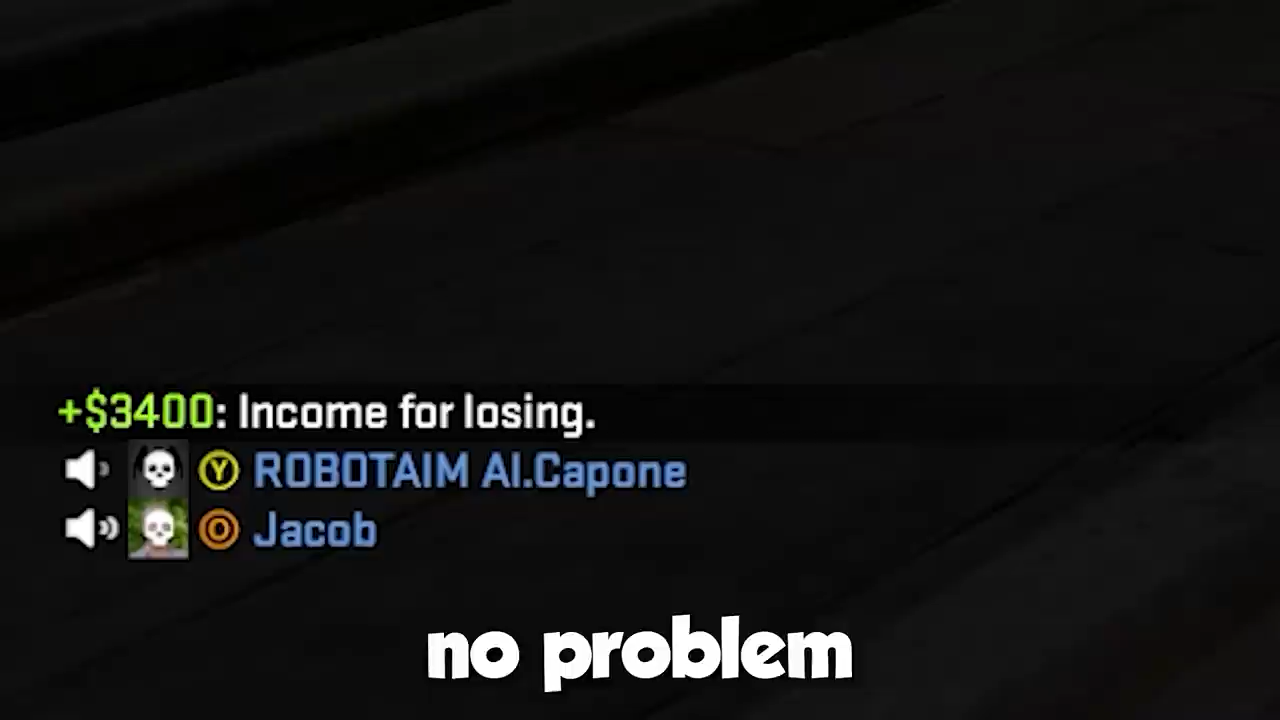 +$3400: Income for losing.
Y ROBOTAIM Al.Capone
O Jacob
no problem